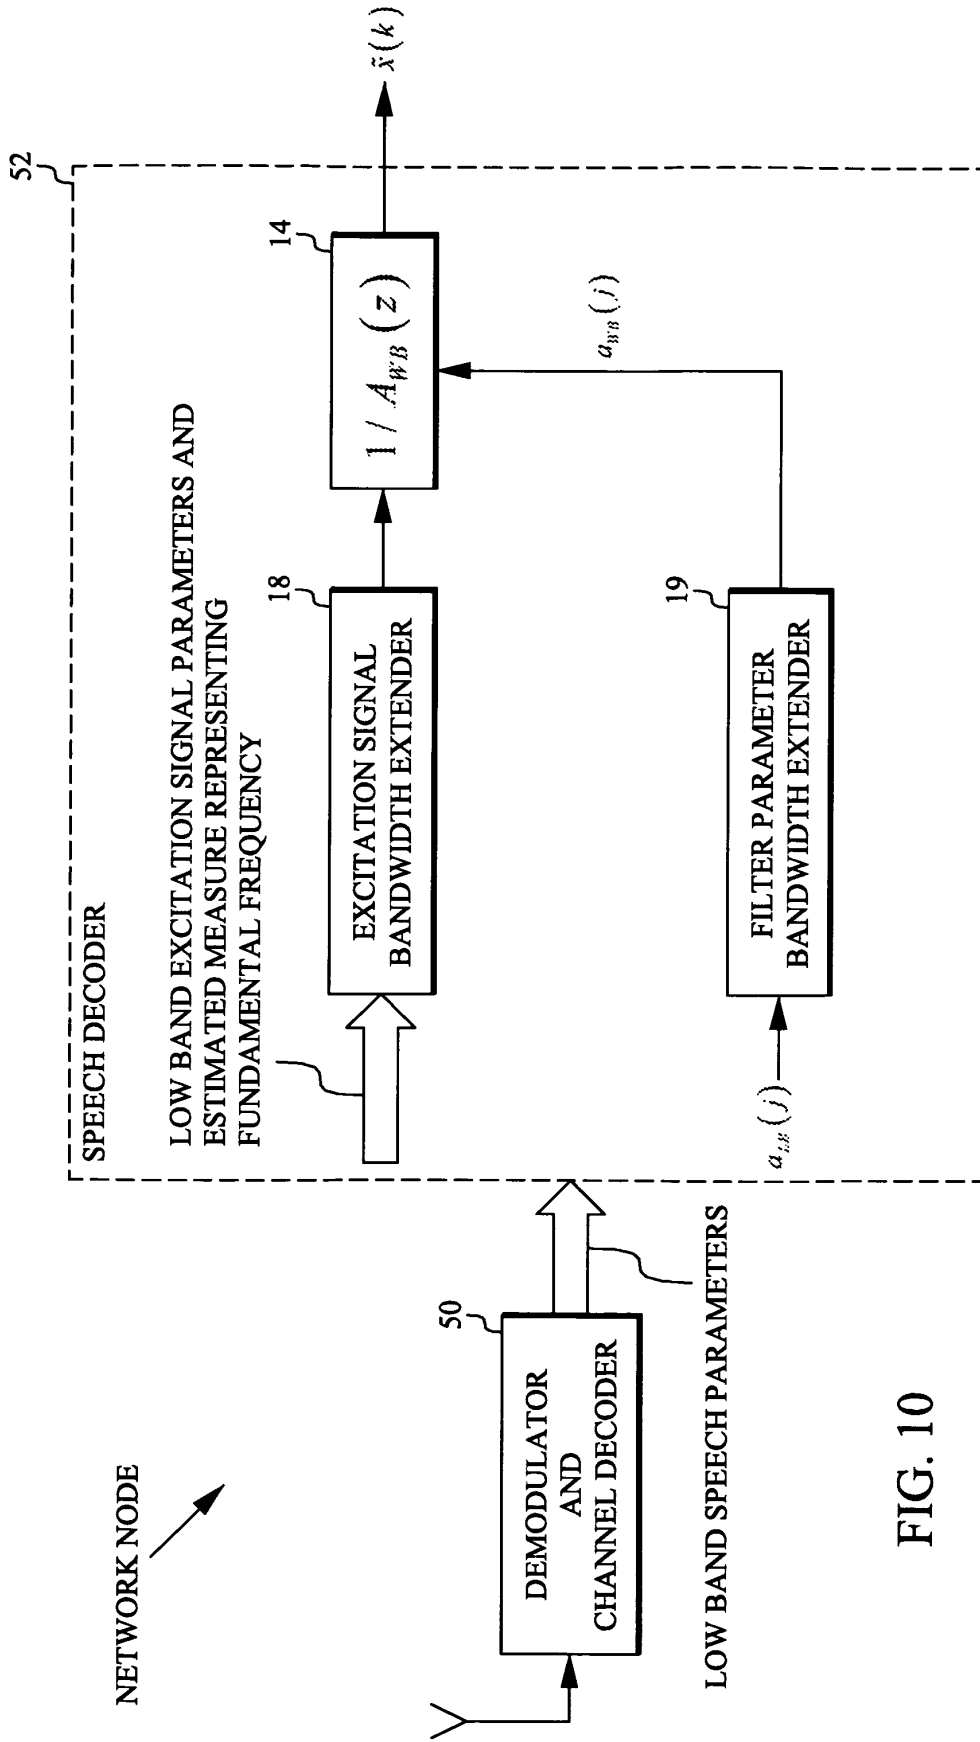 NETWORK NODE
50
DEMODULATOR
AND
CHANNEL DECODER
LOW BAND SPEECH PARAMETERS
52
SPEECH DECODER
LOW BAND EXCITATION SIGNAL PARAMETERS AND
ESTIMATED MEASURE REPRESENTING
FUNDAMENTAL FREQUENCY
18
EXCITATION SIGNAL
BANDWIDTH EXTENDER
14
1 / A_WB (z)
x̃(k)
a_LB (j)
19
FILTER PARAMETER
BANDWIDTH EXTENDER
a_WB (j)
FIG. 10